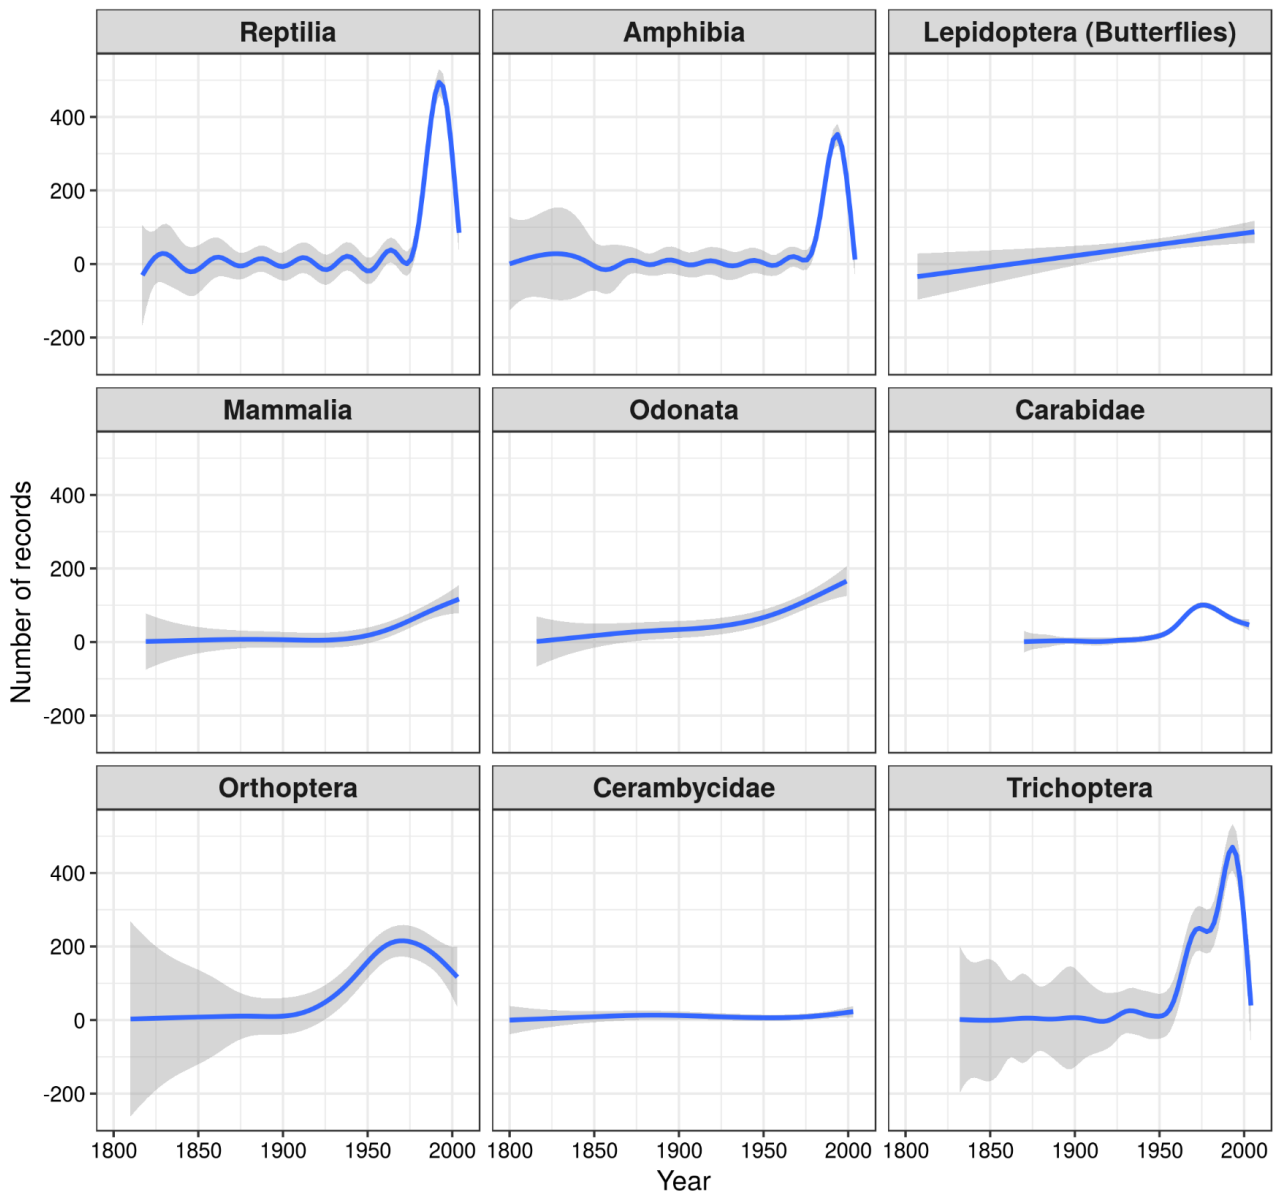 Reptilia Amphibia Lepidoptera (Butterflies)
400
200
0
-200
Mammalia Odonata Carabidae
400
200
0
-200
Number of records
Orthoptera Cerambycidae Trichoptera
400
200
0
-200
1800 1850 1900 1950 2000 1800 1850 1900 1950 2000 1800 1850 1900 1950 2000
Year